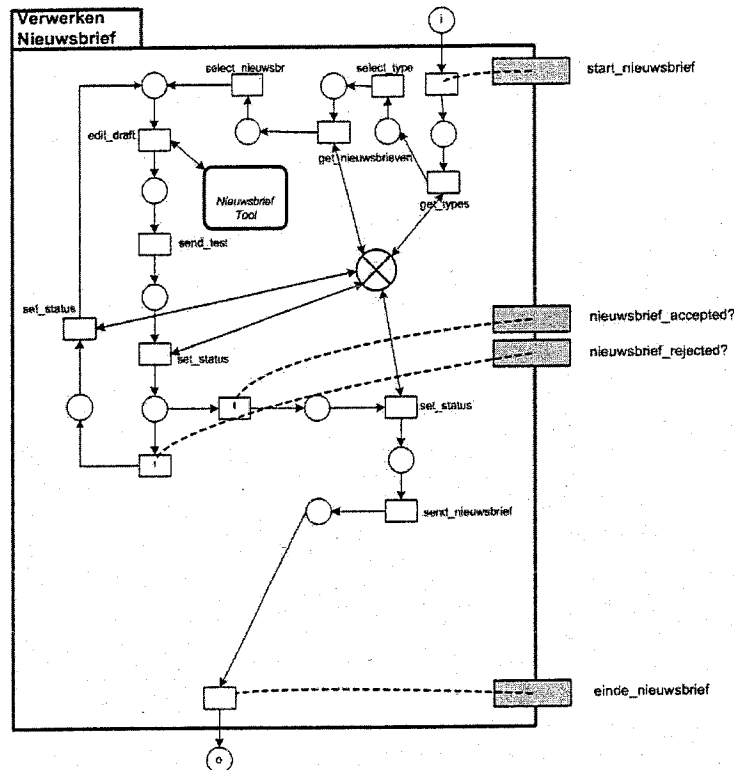 Verwerken
Nieuwsbrief
i
start_nieuwsbrief
select_nieuwsbr
select_type
edit_draft
get_nieuwsbrieven
get_types
Nieuwsbrief
Tool
send_test
set_status
nieuwsbrief_accepted?
nieuwsbrief_rejected?
set_status
t
set_status
t
send_nieuwsbrief
einde_nieuwsbrief
o